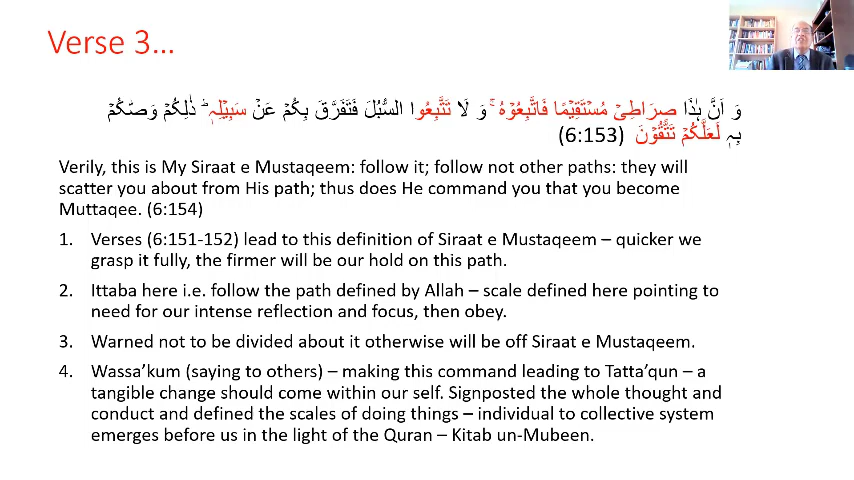 Verse 3…
وَ اَنَّ هٰذَا صِرَاطِیۡ مُسۡتَقِیۡمًا فَاتَّبِعُوۡہُ ۚ وَ لَا تَتَّبِعُوا السُّبُلَ فَتَفَرَّقَ بِکُمۡ عَنۡ سَبِیۡلِہٖ ؕ ذٰلِکُمۡ وَصّٰکُمۡ
بِہٖ لَعَلَّکُمۡ تَتَّقُوۡنَ (6:153)
Verily, this is My Siraat e Mustaqeem: follow it; follow not other paths: they will
scatter you about from His path; thus does He command you that you become
Muttaqee. (6:154)
1. Verses (6:151-152) lead to this definition of Siraat e Mustaqeem – quicker we
grasp it fully, the firmer will be our hold on this path.
2. Ittaba here i.e. follow the path defined by Allah – scale defined here pointing to
need for our intense reflection and focus, then obey.
3. Warned not to be divided about it otherwise will be off Siraat e Mustaqeem.
4. Wassa’kum (saying to others) – making this command leading to Tatta’qun – a
tangible change should come within our self. Signposted the whole thought and
conduct and defined the scales of doing things – individual to collective system
emerges before us in the light of the Quran – Kitab un-Mubeen.